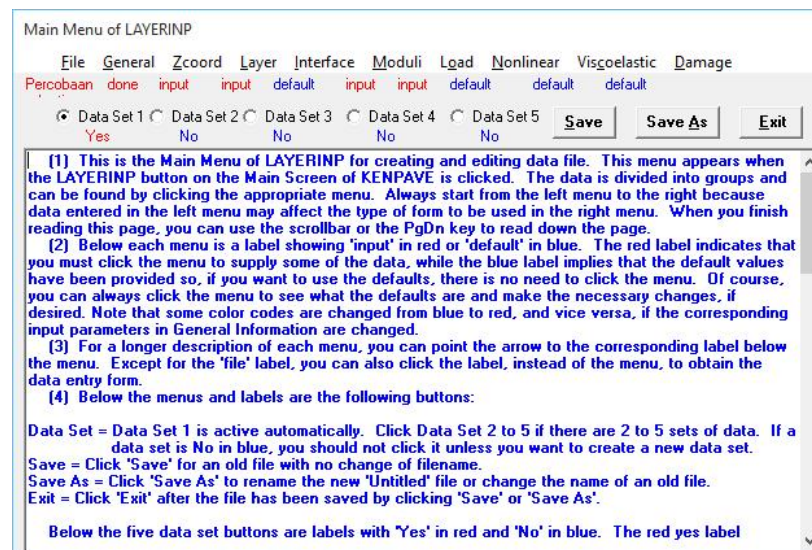 Main Menu of LAYERINP
File General Zcoord Layer Interface Moduli Load Nonlinear Viscoelastic Damage
Percobaan done input input default input input default default default
Data Set 1 Data Set 2 Data Set 3 Data Set 4 Data Set 5 Save Save As Exit
Yes No No No No
(1) This is the Main Menu of LAYERINP for creating and editing data file. This menu appears when
the LAYERINP button on the Main Screen of KENPAVE is clicked. The data is divided into groups and
can be found by clicking the appropriate menu. Always start from the left menu to the right because
data entered in the left menu may affect the type of form to be used in the right menu. When you finish
reading this page, you can use the scrollbar or the PgDn key to read down the page.
(2) Below each menu is a label showing 'input' in red or 'default' in blue. The red label indicates that
you must click the menu to supply some of the data, while the blue label implies that the default values
have been provided so, if you want to use the defaults, there is no need to click the menu. Of course,
you can always click the menu to see what the defaults are and make the necessary changes, if
desired. Note that some color codes are changed from blue to red, and vice versa, if the corresponding
input parameters in General Information are changed.
(3) For a longer description of each menu, you can point the arrow to the corresponding label below
the menu. Except for the 'file' label, you can also click the label, instead of the menu, to obtain the
data entry form.
(4) Below the menus and labels are the following buttons:
Data Set = Data Set 1 is active automatically. Click Data Set 2 to 5 if there are 2 to 5 sets of data. If a
data set is No in blue, you should not click it unless you want to create a new data set.
Save = Click 'Save' for an old file with no change of filename.
Save As = Click 'Save As' to rename the new 'Untitled' file or change the name of an old file.
Exit = Click 'Exit' after the file has been saved by clicking 'Save' or 'Save As'.
Below the five data set buttons are labels with 'Yes' in red and 'No' in blue. The red yes label